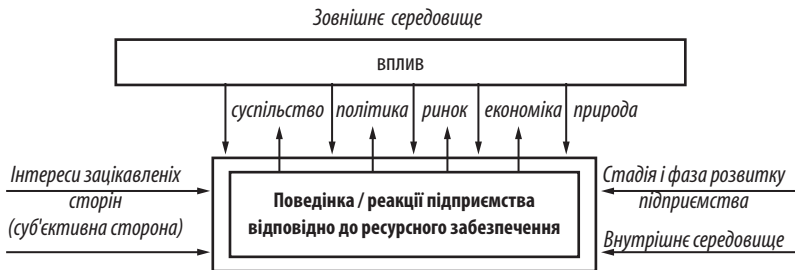 Зовнішнє середовище
вплив
суспільство політика ринок економіка природа
Інтереси зацікавленіх
сторін
(суб'єктивна сторона)
Поведінка / реакції підприємства
відповідно до ресурсного забезпечення
Стадія і фаза розвитку
підприємства
Внутрішнє середовище